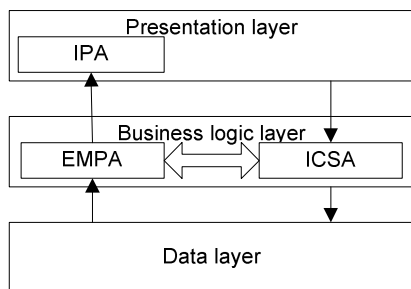 Presentation layer
IPA
Business logic layer
EMPA
ICSA
Data layer